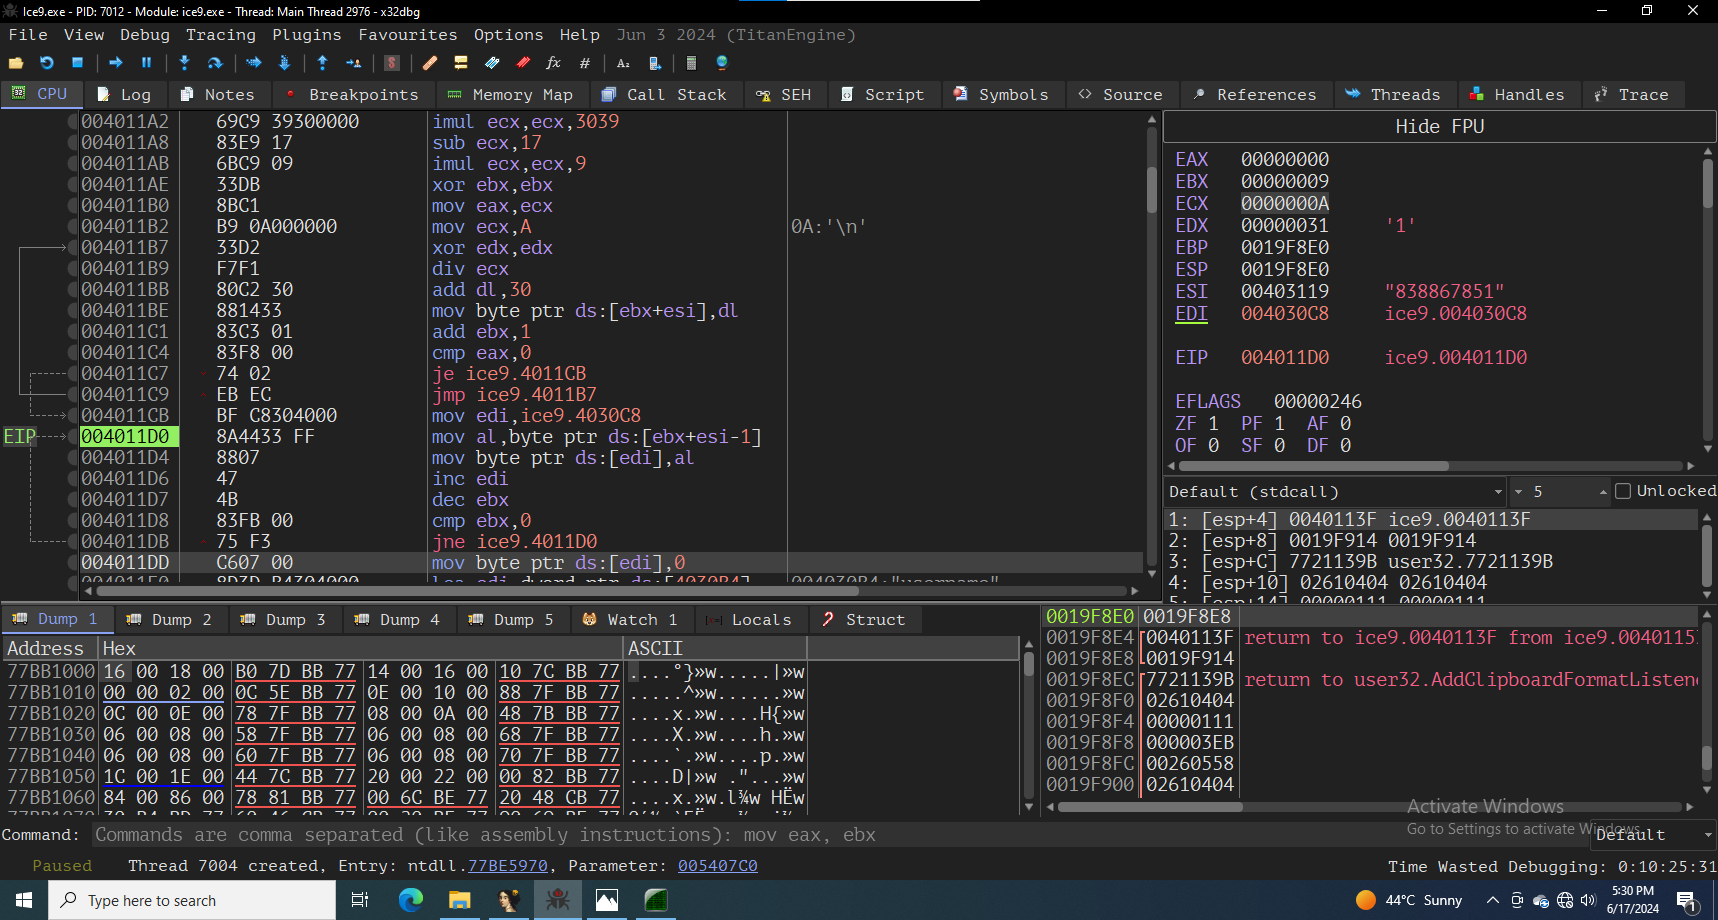 Ice9.exe - PID: 7012 - Module: ice9.exe - Thread: Main Thread 2976 - x32dbg
File View Debug Tracing Plugins Favourites Options Help Jun 3 2024 (TitanEngine)
CPU Log Notes Breakpoints Memory Map Call Stack SEH Script Symbols Source References Threads Handles Trace
004011A2 69C9 39300000 imul ecx,ecx,3039
004011A8 83E9 17 sub ecx,17
004011AB 6BC9 09 imul ecx,ecx,9
004011AE 33DB xor ebx,ebx
004011B0 8BC1 mov eax,ecx
004011B2 B9 0A000000 mov ecx,A 0A:'\n'
004011B7 33D2 xor edx,edx
004011B9 F7F1 div ecx
004011BB 80C2 30 add dl,30
004011BE 881433 mov byte ptr ds:[ebx+esi],dl
004011C1 83C3 01 add ebx,1
004011C4 83F8 00 cmp eax,0
004011C7 74 02 je ice9.4011CB
004011C9 EB EC jmp ice9.4011B7
004011CB BF C8304000 mov edi,ice9.4030C8
EIP 004011D0 8A4433 FF mov al,byte ptr ds:[ebx+esi-1]
004011D4 8807 mov byte ptr ds:[edi],al
004011D6 47 inc edi
004011D7 4B dec ebx
004011D8 83FB 00 cmp ebx,0
004011DB 75 F3 jne ice9.4011D0
004011DD C607 00 mov byte ptr ds:[edi],0
004011E0 8D3D B4304000 lea edi,dword ptr ds:[4030B4] 004030B4:"username"
Hide FPU
EAX 00000000
EBX 00000009
ECX 0000000A
EDX 00000031 '1'
EBP 0019F8E0
ESP 0019F8E0
ESI 00403119 "838867851"
EDI 004030C8 ice9.004030C8
EIP 004011D0 ice9.004011D0
EFLAGS 00000246
ZF 1 PF 1 AF 0
OF 0 SF 0 DF 0
Default (stdcall) 5 Unlocked
1: [esp+4] 0040113F ice9.0040113F
2: [esp+8] 0019F914 0019F914
3: [esp+C] 7721139B user32.7721139B
4: [esp+10] 02610404 02610404
5: [esp+14] 00000111 00000111
Dump 1 Dump 2 Dump 3 Dump 4 Dump 5 Watch 1 Locals Struct
Address Hex ASCII
77BB1000 16 00 18 00 B0 7D BB 77 14 00 16 00 10 7C BB 77 ....°}»w.....|»w
77BB1010 00 00 02 00 0C 5E BB 77 0E 00 10 00 88 7F BB 77 .....^»w......»w
77BB1020 0C 00 0E 00 78 7F BB 77 08 00 0A 00 48 7B BB 77 ....x.»w....H{»w
77BB1030 06 00 08 00 58 7F BB 77 06 00 08 00 68 7F BB 77 ....X.»w....h.»w
77BB1040 06 00 08 00 60 7F BB 77 06 00 08 00 70 7F BB 77 ....`.»w....p.»w
77BB1050 1C 00 1E 00 44 7C BB 77 20 00 22 00 00 82 BB 77 ....D|»w ."...»w
77BB1060 84 00 86 00 78 81 BB 77 00 6C BE 77 20 48 CB 77 ....x.»w.l¾w HËw
0019F8E0 0019F8E8
0019F8E4 0040113F return to ice9.0040113F from ice9.0040115
0019F8E8 0019F914
0019F8EC 7721139B return to user32.AddClipboardFormatListene
0019F8F0 02610404
0019F8F4 00000111
0019F8F8 000003EB
0019F8FC 00260558
0019F900 02610404
Activate Windows
Go to Settings to activate Windows.
Command: Commands are comma separated (like assembly instructions): mov eax, ebx Default
Paused Thread 7004 created, Entry: ntdll.77BE5970, Parameter: 005407C0 Time Wasted Debugging: 0:10:25:31
Type here to search 44°C Sunny 5:30 PM
6/17/2024
1